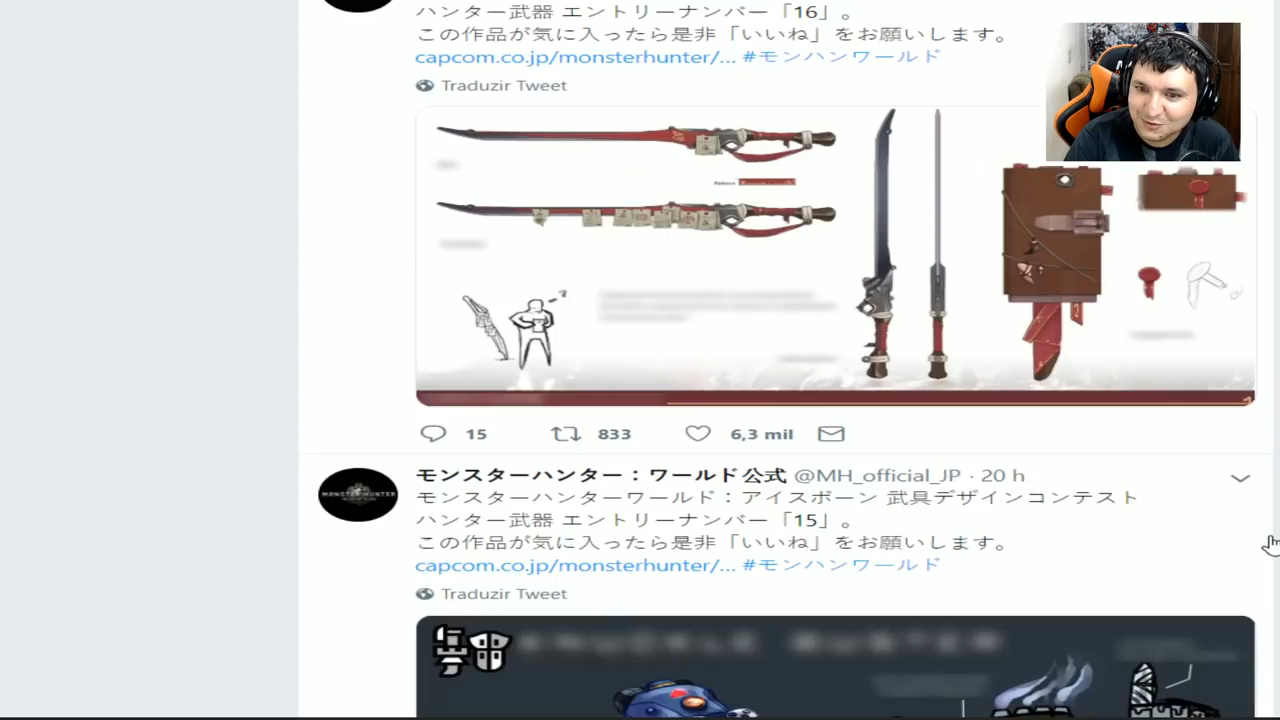 ハンター武器 エントリーナンバー「16」。
この作品が気に入ったら是非「いいね」をお願いします。
capcom.co.jp/monsterhunter/... #モンハンワールド
Traduzir Tweet
15 833 6,3 mil
モンスターハンター：ワールド公式 @MH_official_JP · 20 h
モンスターハンターワールド：アイスボーン 武具デザインコンテスト
ハンター武器 エントリーナンバー「15」。
この作品が気に入ったら是非「いいね」をお願いします。
capcom.co.jp/monsterhunter/... #モンハンワールド
Traduzir Tweet